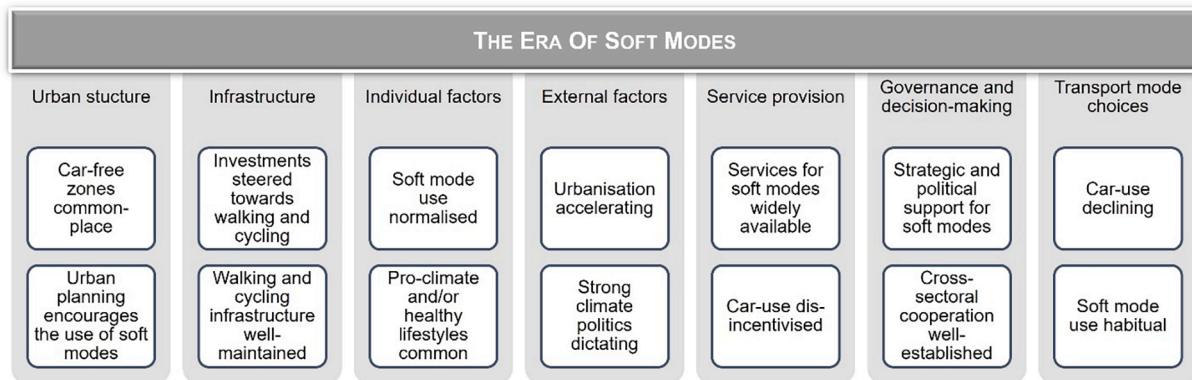 THE ERA OF SOFT MODES
Urban stucture
Car-free
zones
common-
place
Urban
planning
encourages
the use of soft
modes
Infrastructure
Investments
steered
towards
walking and
cycling
Walking and
cycling
infrastructure
well-
maintained
Individual factors
Soft mode
use
normalised
Pro-climate
and/or
healthy
lifestyles
common
External factors
Urbanisation
accelerating
Strong
climate
politics
dictating
Service provision
Services for
soft modes
widely
available
Car-use dis-
incentivised
Governance and
decision-making
Strategic and
political
support for
soft modes
Cross-
sectoral
cooperation
well-
established
Transport mode
choices
Car-use
declining
Soft mode
use habitual